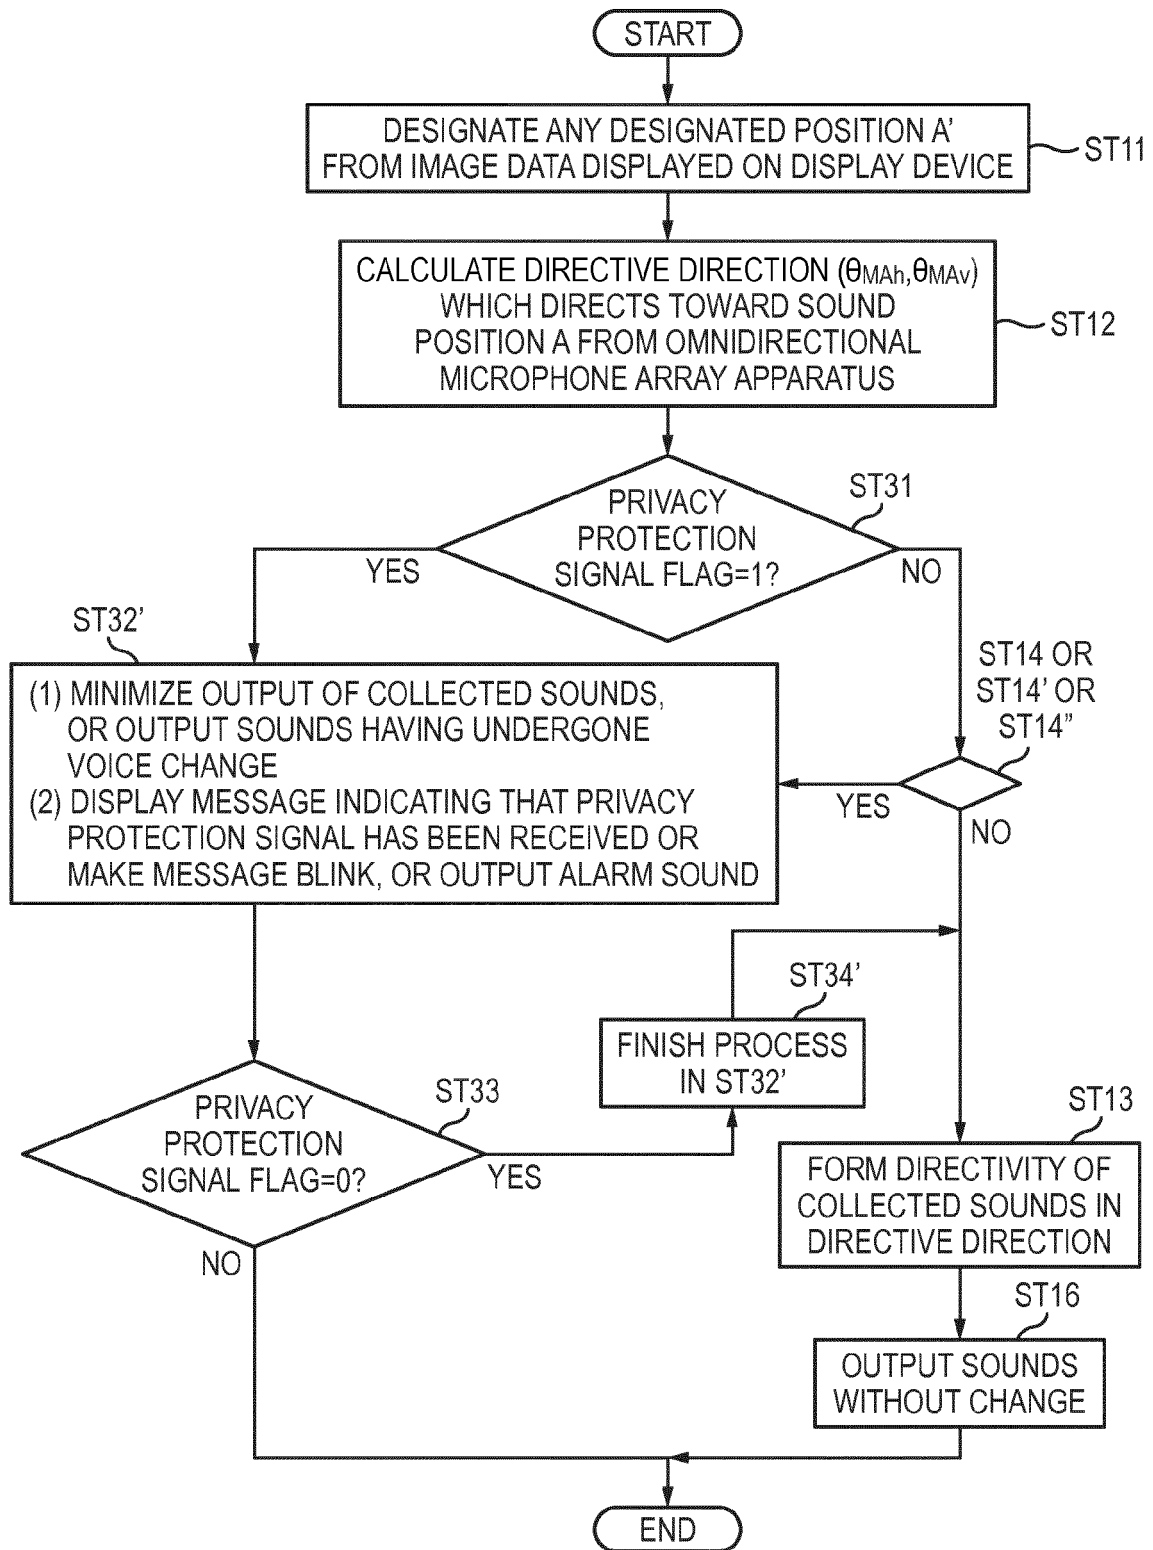 START
DESIGNATE ANY DESIGNATED POSITION A'
FROM IMAGE DATA DISPLAYED ON DISPLAY DEVICE
ST11
CALCULATE DIRECTIVE DIRECTION (θMAh,θMAv)
WHICH DIRECTS TOWARD SOUND
POSITION A FROM OMNIDIRECTIONAL
MICROPHONE ARRAY APPARATUS
ST12
PRIVACY
PROTECTION
SIGNAL FLAG=1?
ST31
YES
NO
ST32'
(1) MINIMIZE OUTPUT OF COLLECTED SOUNDS,
OR OUTPUT SOUNDS HAVING UNDERGONE
VOICE CHANGE
(2) DISPLAY MESSAGE INDICATING THAT PRIVACY
PROTECTION SIGNAL HAS BEEN RECEIVED OR
MAKE MESSAGE BLINK, OR OUTPUT ALARM SOUND
ST14 OR
ST14' OR
ST14"
YES
NO
ST34'
FINISH PROCESS
IN ST32'
PRIVACY
PROTECTION
SIGNAL FLAG=0?
ST33
YES
NO
ST13
FORM DIRECTIVITY OF
COLLECTED SOUNDS IN
DIRECTIVE DIRECTION
ST16
OUTPUT SOUNDS
WITHOUT CHANGE
END